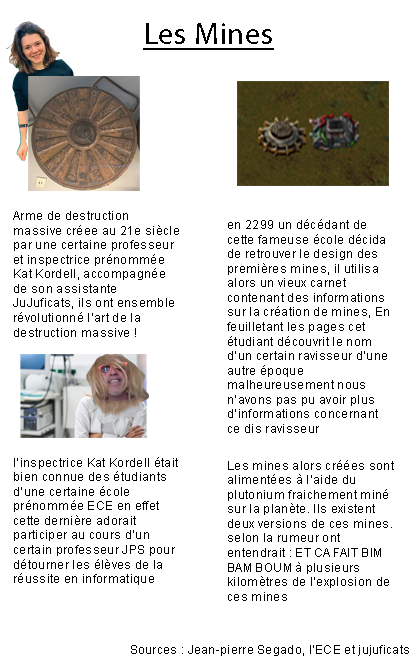 Les Mines
Arme de destruction
massive créee au 21e siècle
par une certaine professeur
et inspectrice prénommée
Kat Kordell, accompagnée
de son assistante
JuJuficats, ils ont ensemble
révolutionné l'art de la
destruction massive !
l'inspectrice Kat Kordell était
bien connue des étudiants
d'une certaine école
prénommée ECE en effet
cette dernière adorait
participer au cours d'un
certain professeur JPS pour
détourner les élèves de la
réussite en informatique
en 2299 un décédant de
cette fameuse école décida
de retrouver le design des
premières mines, il utilisa
alors un vieux carnet
contenant des informations
sur la création de mines, En
feuilletant les pages cet
étudiant découvrit le nom
d'un certain ravisseur d'une
autre époque
malheureusement nous
n'avons pas pu avoir plus
d'informations concernant
ce dis ravisseur
Les mines alors créées sont
alimentées à l'aide du
plutonium fraichement miné
sur la planète. Ils existent
deux versions de ces mines.
selon la rumeur ont
entendrait : ET CA FAIT BIM
BAM BOUM à plusieurs
kilomètres de l'explosion de
ces mines
Sources : Jean-pierre Segado, l'ECE et jujuficats